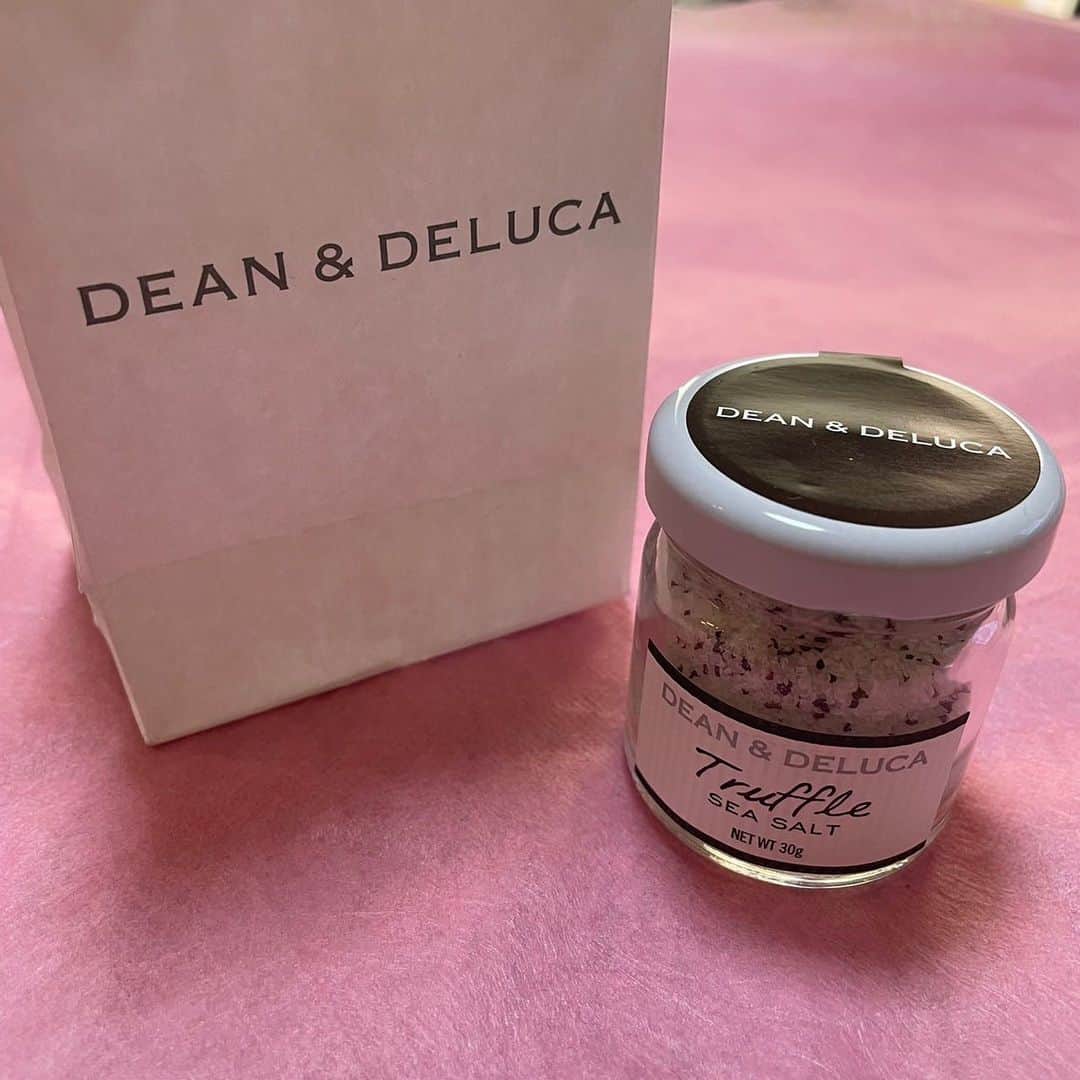 DEAN & DELUCA
DEAN & DELUCA
DEAN & DELUCA
Truffle
SEA SALT
NET WT 30g